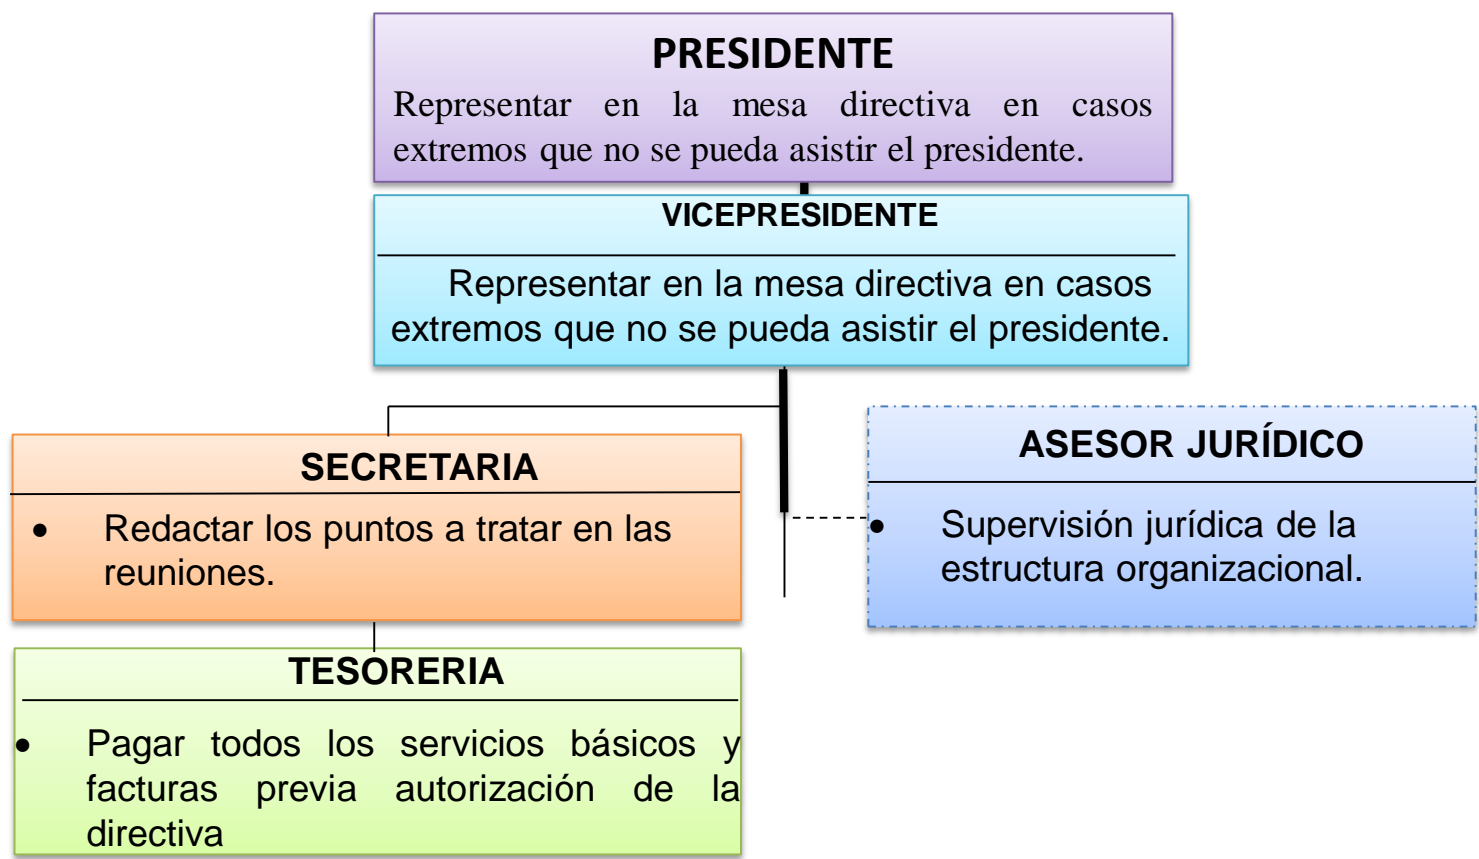 PRESIDENTE
Representar en la mesa directiva en casos
extremos que no se pueda asistir el presidente.
VICEPRESIDENTE
Representar en la mesa directiva en casos
extremos que no se pueda asistir el presidente.
SECRETARIA
• Redactar los puntos a tratar en las
reuniones.
ASESOR JURÍDICO
• Supervisión jurídica de la
estructura organizacional.
TESORERIA
• Pagar todos los servicios básicos y
facturas previa autorización de la
directiva